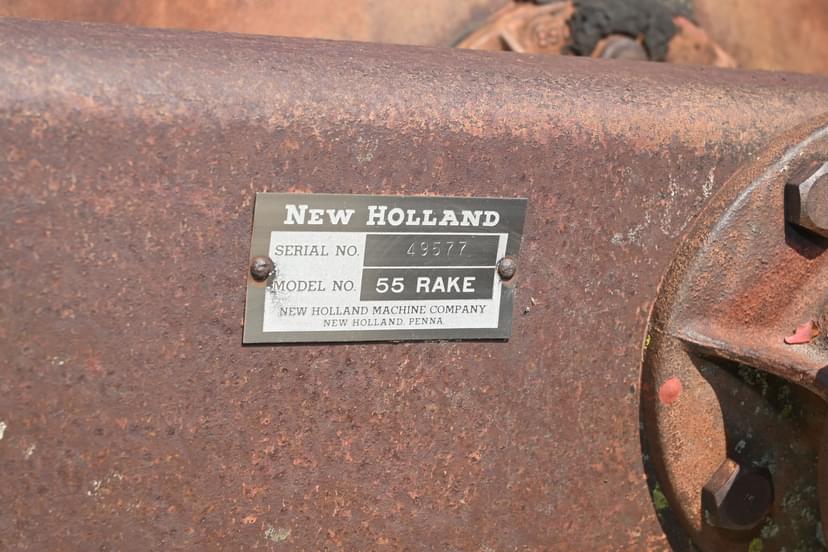 NEW HOLLAND
SERIAL NO. 49577
MODEL NO. 55 RAKE
NEW HOLLAND MACHINE COMPANY
NEW HOLLAND, PENNA.